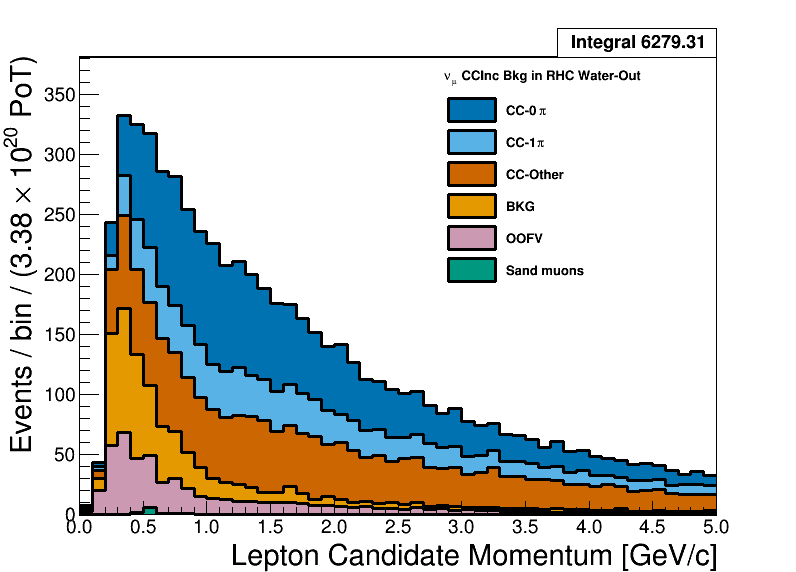 Integral 6279.31
ν_μ CCInc Bkg in RHC Water-Out
CC-0 π
CC-1 π
CC-Other
BKG
OOFV
Sand muons
Events / bin / (3.38 × 10^20 PoT)
350
300
250
200
150
100
50
0
0.0 0.5 1.0 1.5 2.0 2.5 3.0 3.5 4.0 4.5 5.0
Lepton Candidate Momentum [GeV/c]